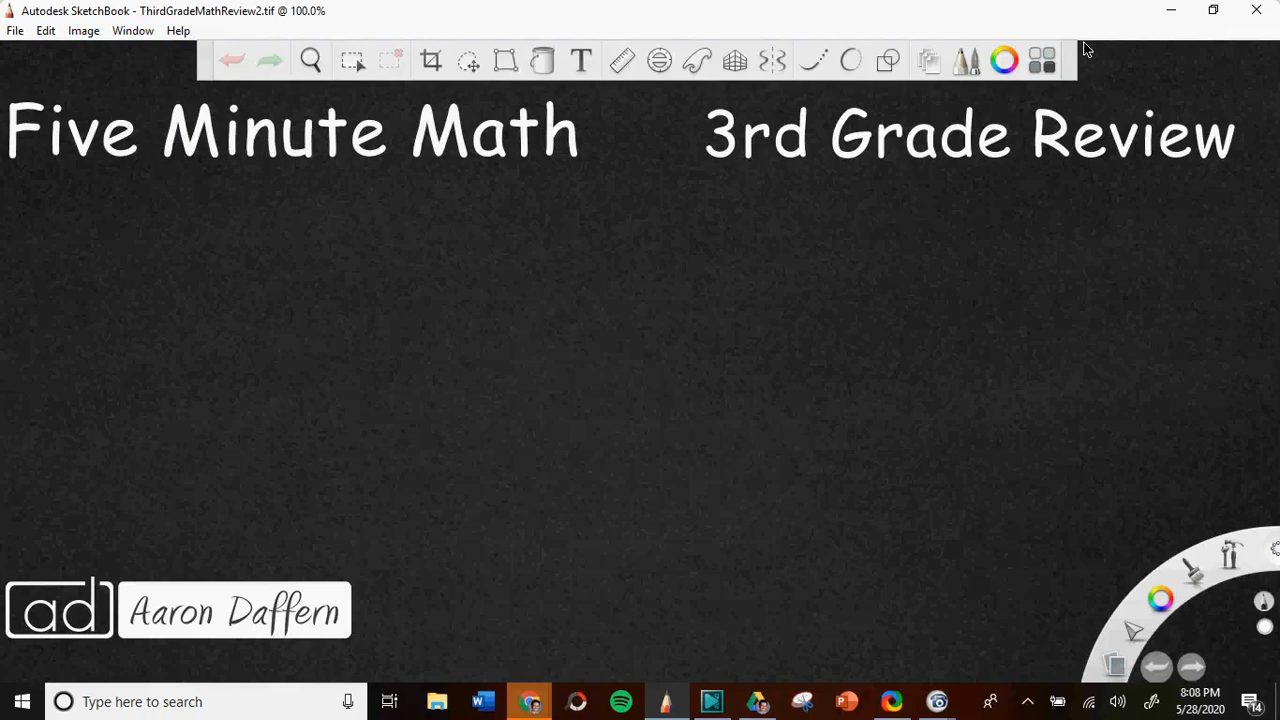 Autodesk SketchBook - ThirdGradeMathReview2.tif @ 100.0%
File Edit Image Window Help
T
Five Minute Math 3rd Grade Review
ad Aaron Daffern
Type here to search
8:08 PM
5/28/2020
14